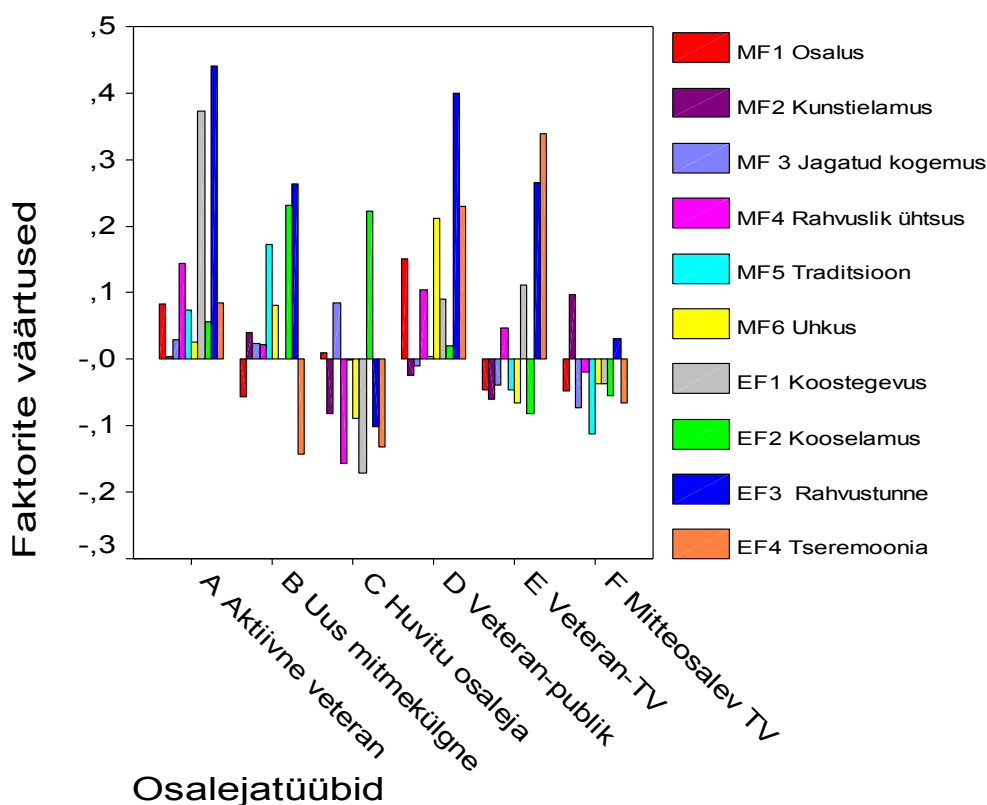 Faktorite väärtused
,5
,4
,3
,2
,1
-,0
-,1
-,2
-,3
A Aktiivne veteran
B Uus mitmekülgne
C Huvitu osaleja
D Veteran-publik
E Veteran-TV
F Mitteosalev TV
Osalejatüübid
MF1 Osalus
MF2 Kunstielamus
MF 3 Jagatud kogemus
MF4 Rahvuslik ühtsus
MF5 Traditsioon
MF6 Uhkus
EF1 Koostegevus
EF2 Kooselamus
EF3 Rahvustunne
EF4 Tseremoonia